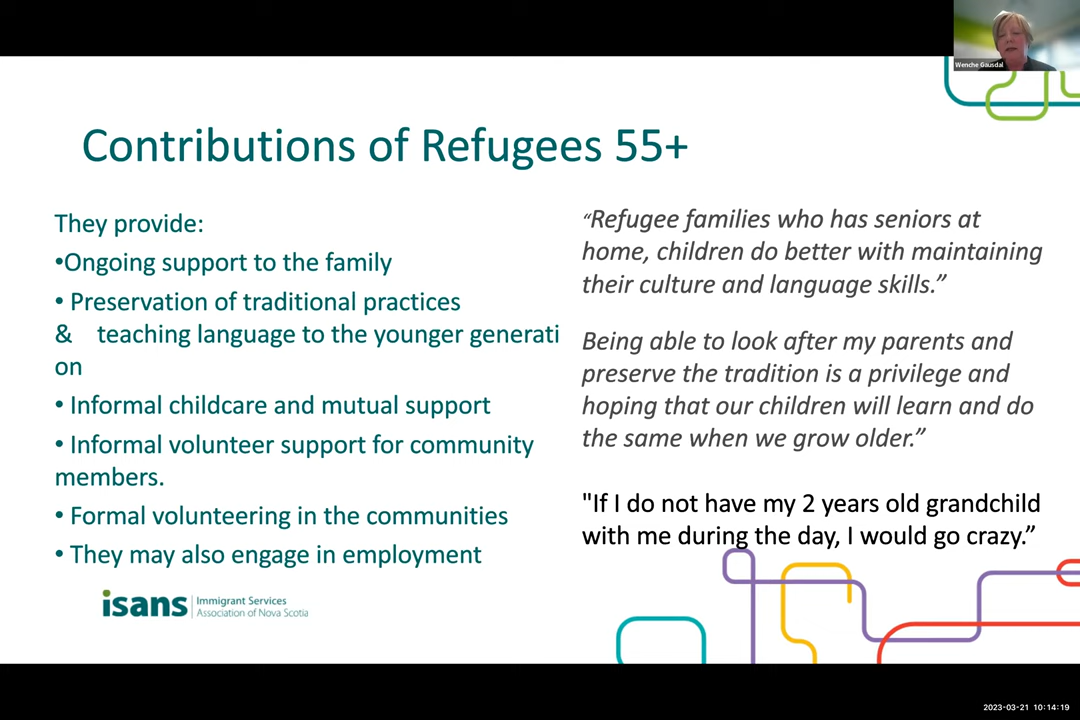 Wenche Gausdal
Contributions of Refugees 55+
They provide:
•Ongoing support to the family
• Preservation of traditional practices
& teaching language to the younger generati
on
• Informal childcare and mutual support
• Informal volunteer support for community
members.
• Formal volunteering in the communities
• They may also engage in employment
“Refugee families who has seniors at
home, children do better with maintaining
their culture and language skills.”
Being able to look after my parents and
preserve the tradition is a privilege and
hoping that our children will learn and do
the same when we grow older.”
"If I do not have my 2 years old grandchild
with me during the day, I would go crazy.”
isans
Immigrant Services
Association of Nova Scotia
2023-03-21 10:14:19